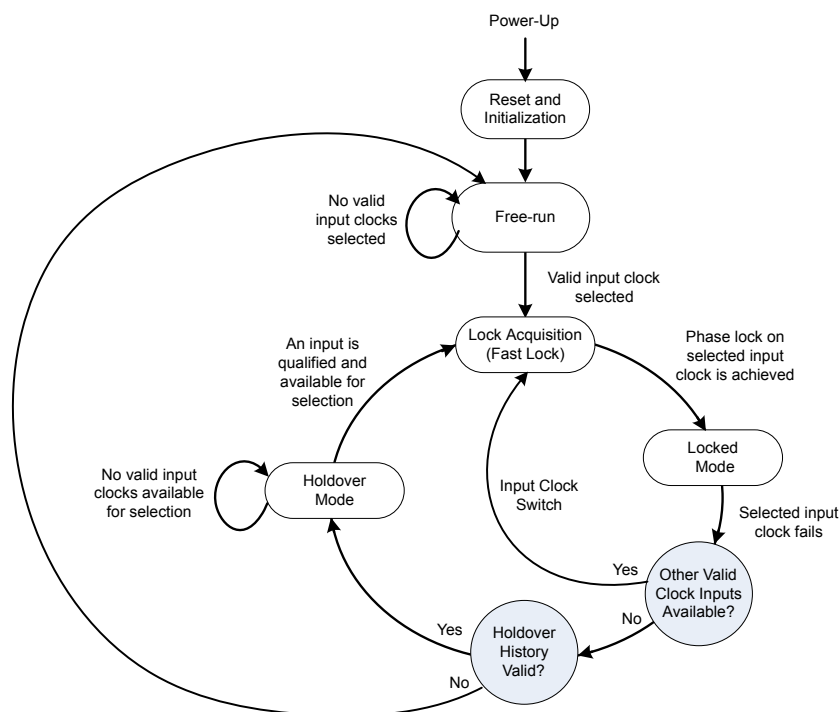 Power-Up
Reset and
Initialization
No valid
input clocks
selected
Free-run
Valid input clock
selected
An input is
qualified and
available for
selection
Lock Acquisition
(Fast Lock)
Phase lock on
selected input
clock is achieved
No valid input
clocks available
for selection
Holdover
Mode
Input Clock
Switch
Locked
Mode
Selected input
clock fails
Yes
Other Valid
Clock Inputs
Available?
No
Yes
Holdover
History
Valid?
No